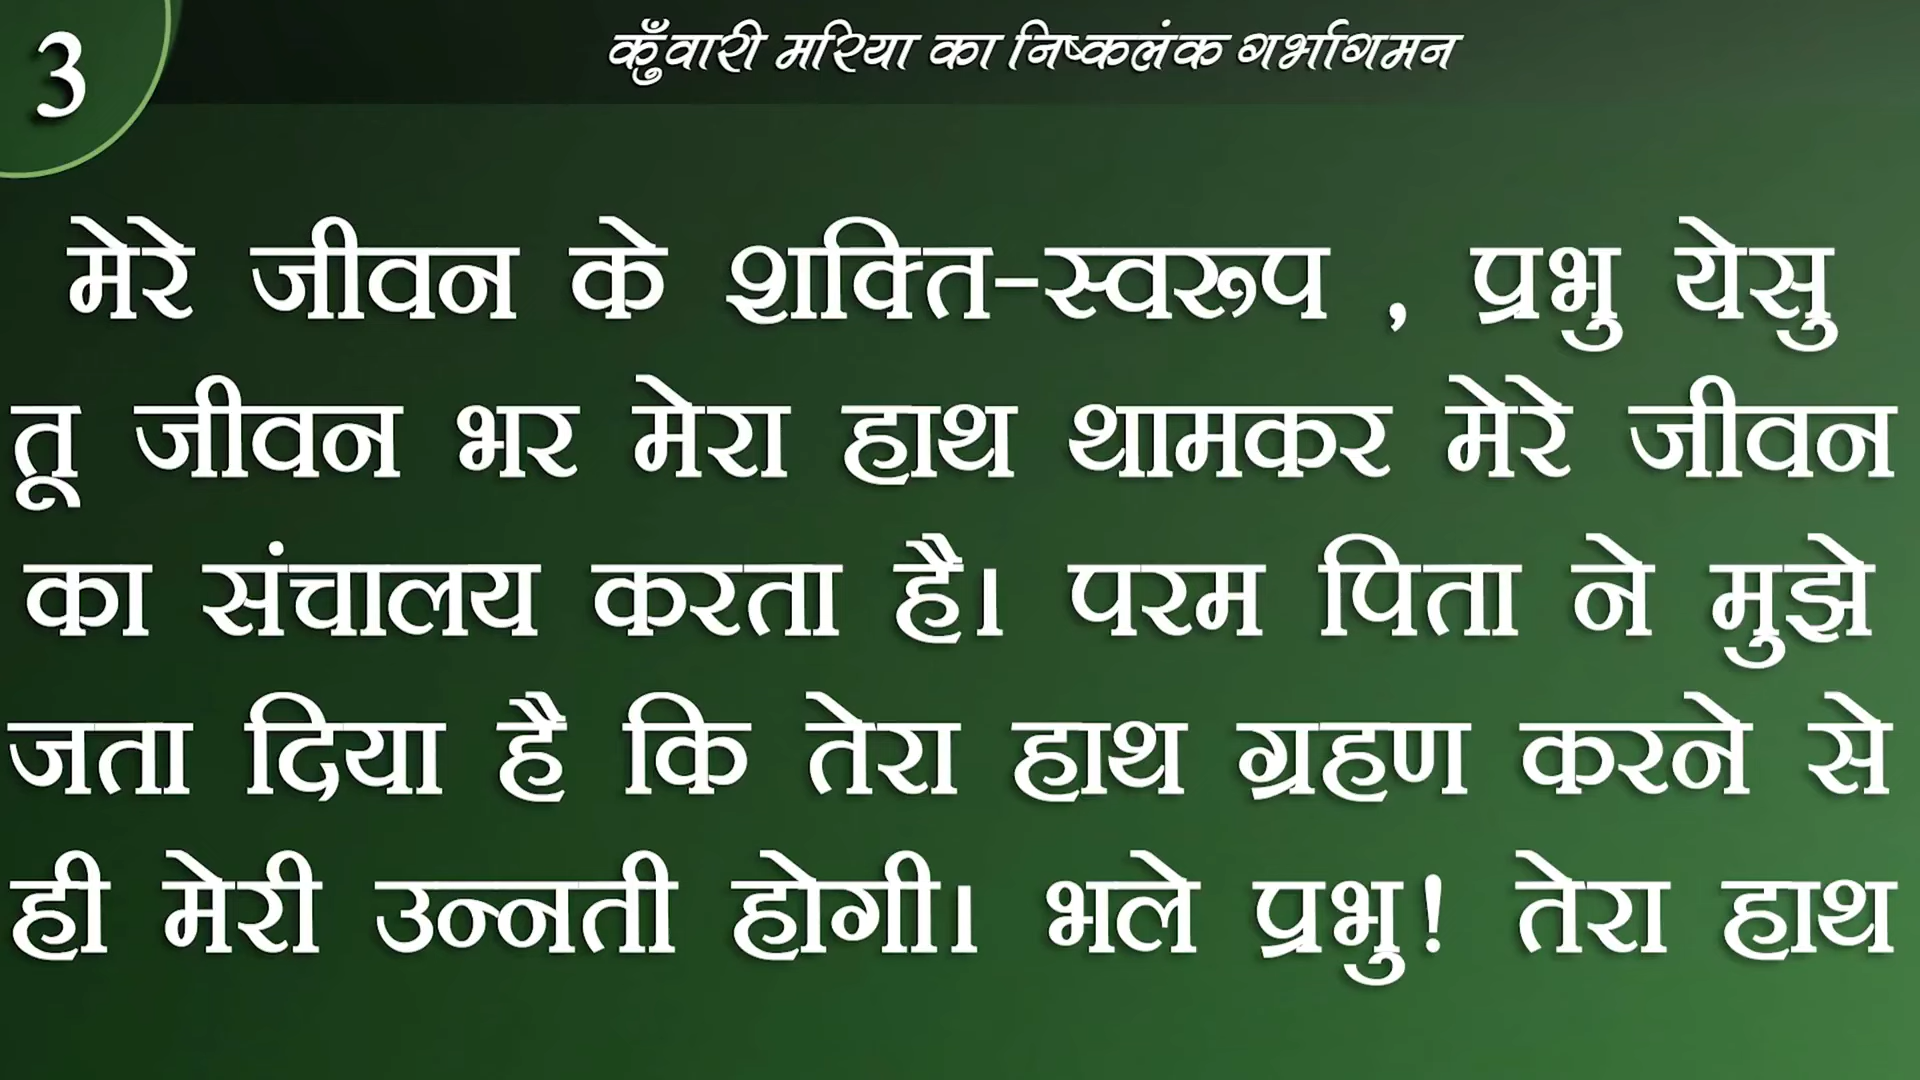 3
कुँवारी मरिया का निष्कलंक गर्भागमन
मेरे जीवन के शक्ति-स्वरूप , प्रभु येसु
तू जीवन भर मेरा हाथ थामकर मेरे जीवन
का संचालय करता है। परम पिता ने मुझे
जता दिया है कि तेरा हाथ ग्रहण करने से
ही मेरी उन्नती होगी। भले प्रभु! तेरा हाथ